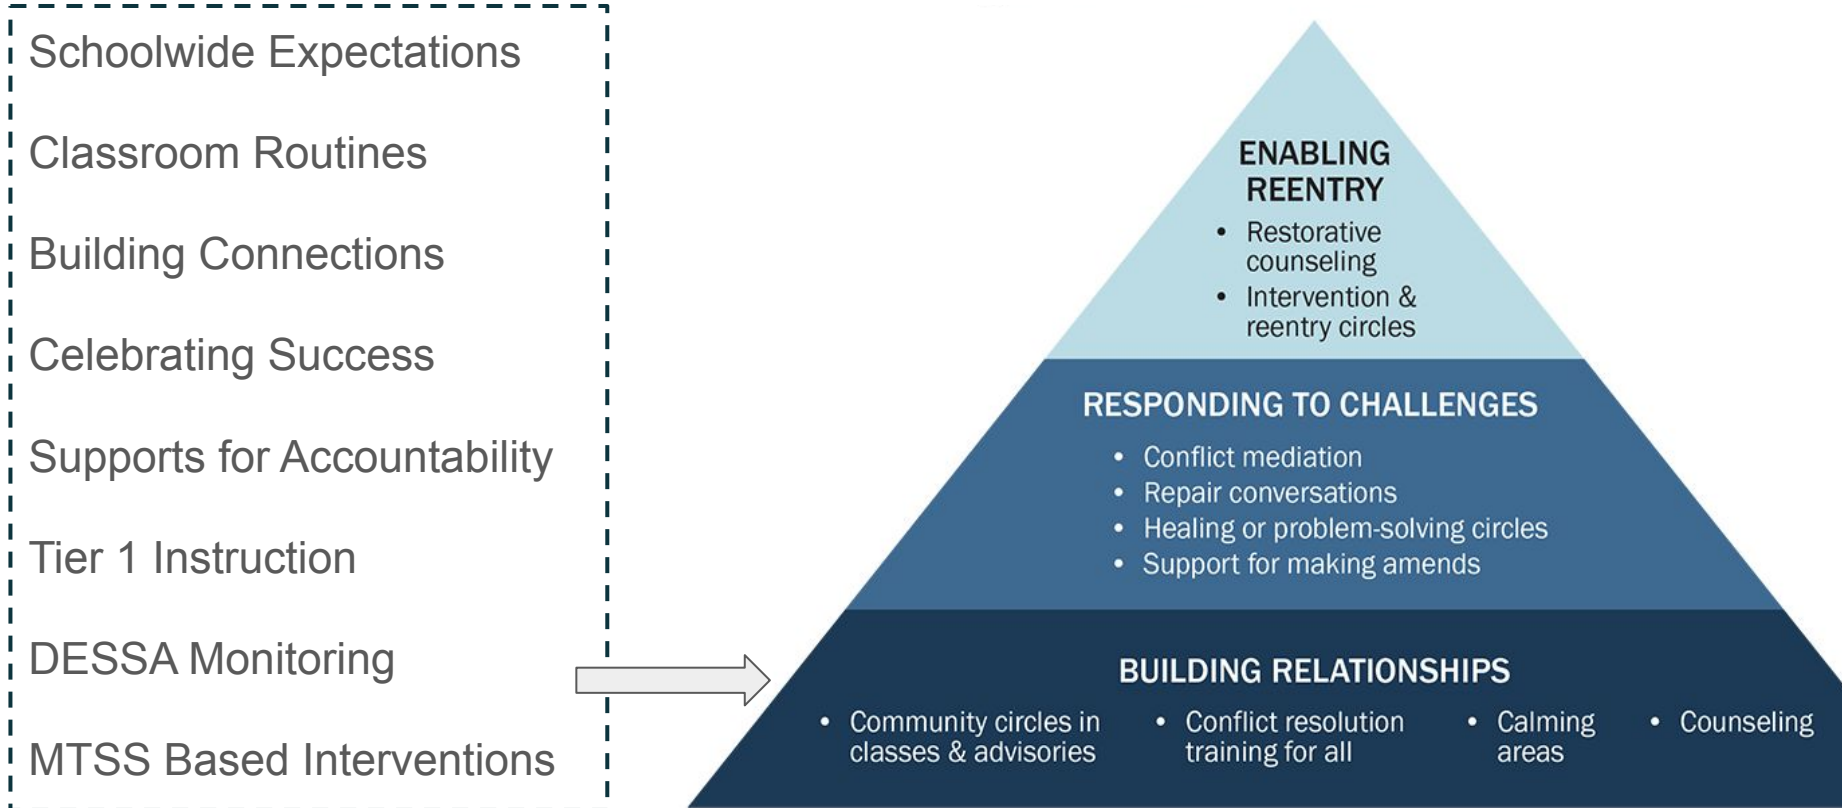 Schoolwide Expectations
Classroom Routines
Building Connections
Celebrating Success
Supports for Accountability
Tier 1 Instruction
DESSA Monitoring
MTSS Based Interventions
ENABLING
REENTRY
• Restorative
counseling
• Intervention &
reentry circles
RESPONDING TO CHALLENGES
• Conflict mediation
• Repair conversations
• Healing or problem-solving circles
• Support for making amends
BUILDING RELATIONSHIPS
• Community circles in
classes & advisories
• Conflict resolution
training for all
• Calming
areas
• Counseling